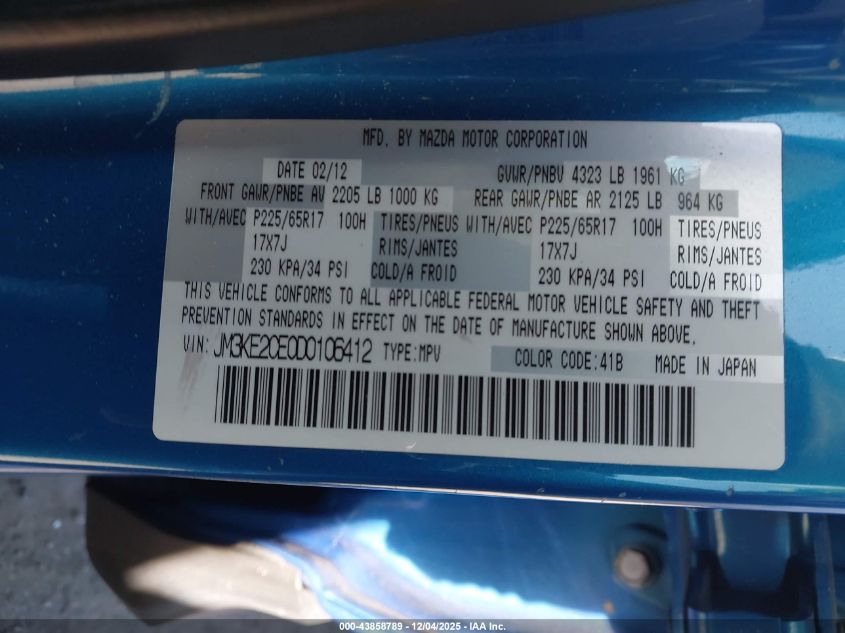 MFD. BY MAZDA MOTOR CORPORATION
DATE 02/12 GVWR/PNBV 4323 LB 1961 KG
FRONT GAWR/PNBE AV 2205 LB 1000 KG REAR GAWR/PNBE AR 2125 LB 964 KG
WITH/AVEC P225/65R17 100H TIRES/PNEUS WITH/AVEC P225/65R17 100H TIRES/PNEUS
17X7J RIMS/JANTES 17X7J RIMS/JANTES
230 KPA/34 PSI COLD/A FROID 230 KPA/34 PSI COLD/A FROID
THIS VEHICLE CONFORMS TO ALL APPLICABLE FEDERAL MOTOR VEHICLE SAFETY AND THEFT
PREVENTION STANDARDS IN EFFECT ON THE DATE OF MANUFACTURE SHOWN ABOVE.
VIN: JM3KE2CE0D0106412 TYPE:MPV COLOR CODE:41B MADE IN JAPAN
000-43858789 - 12/04/2025 - IAA Inc.